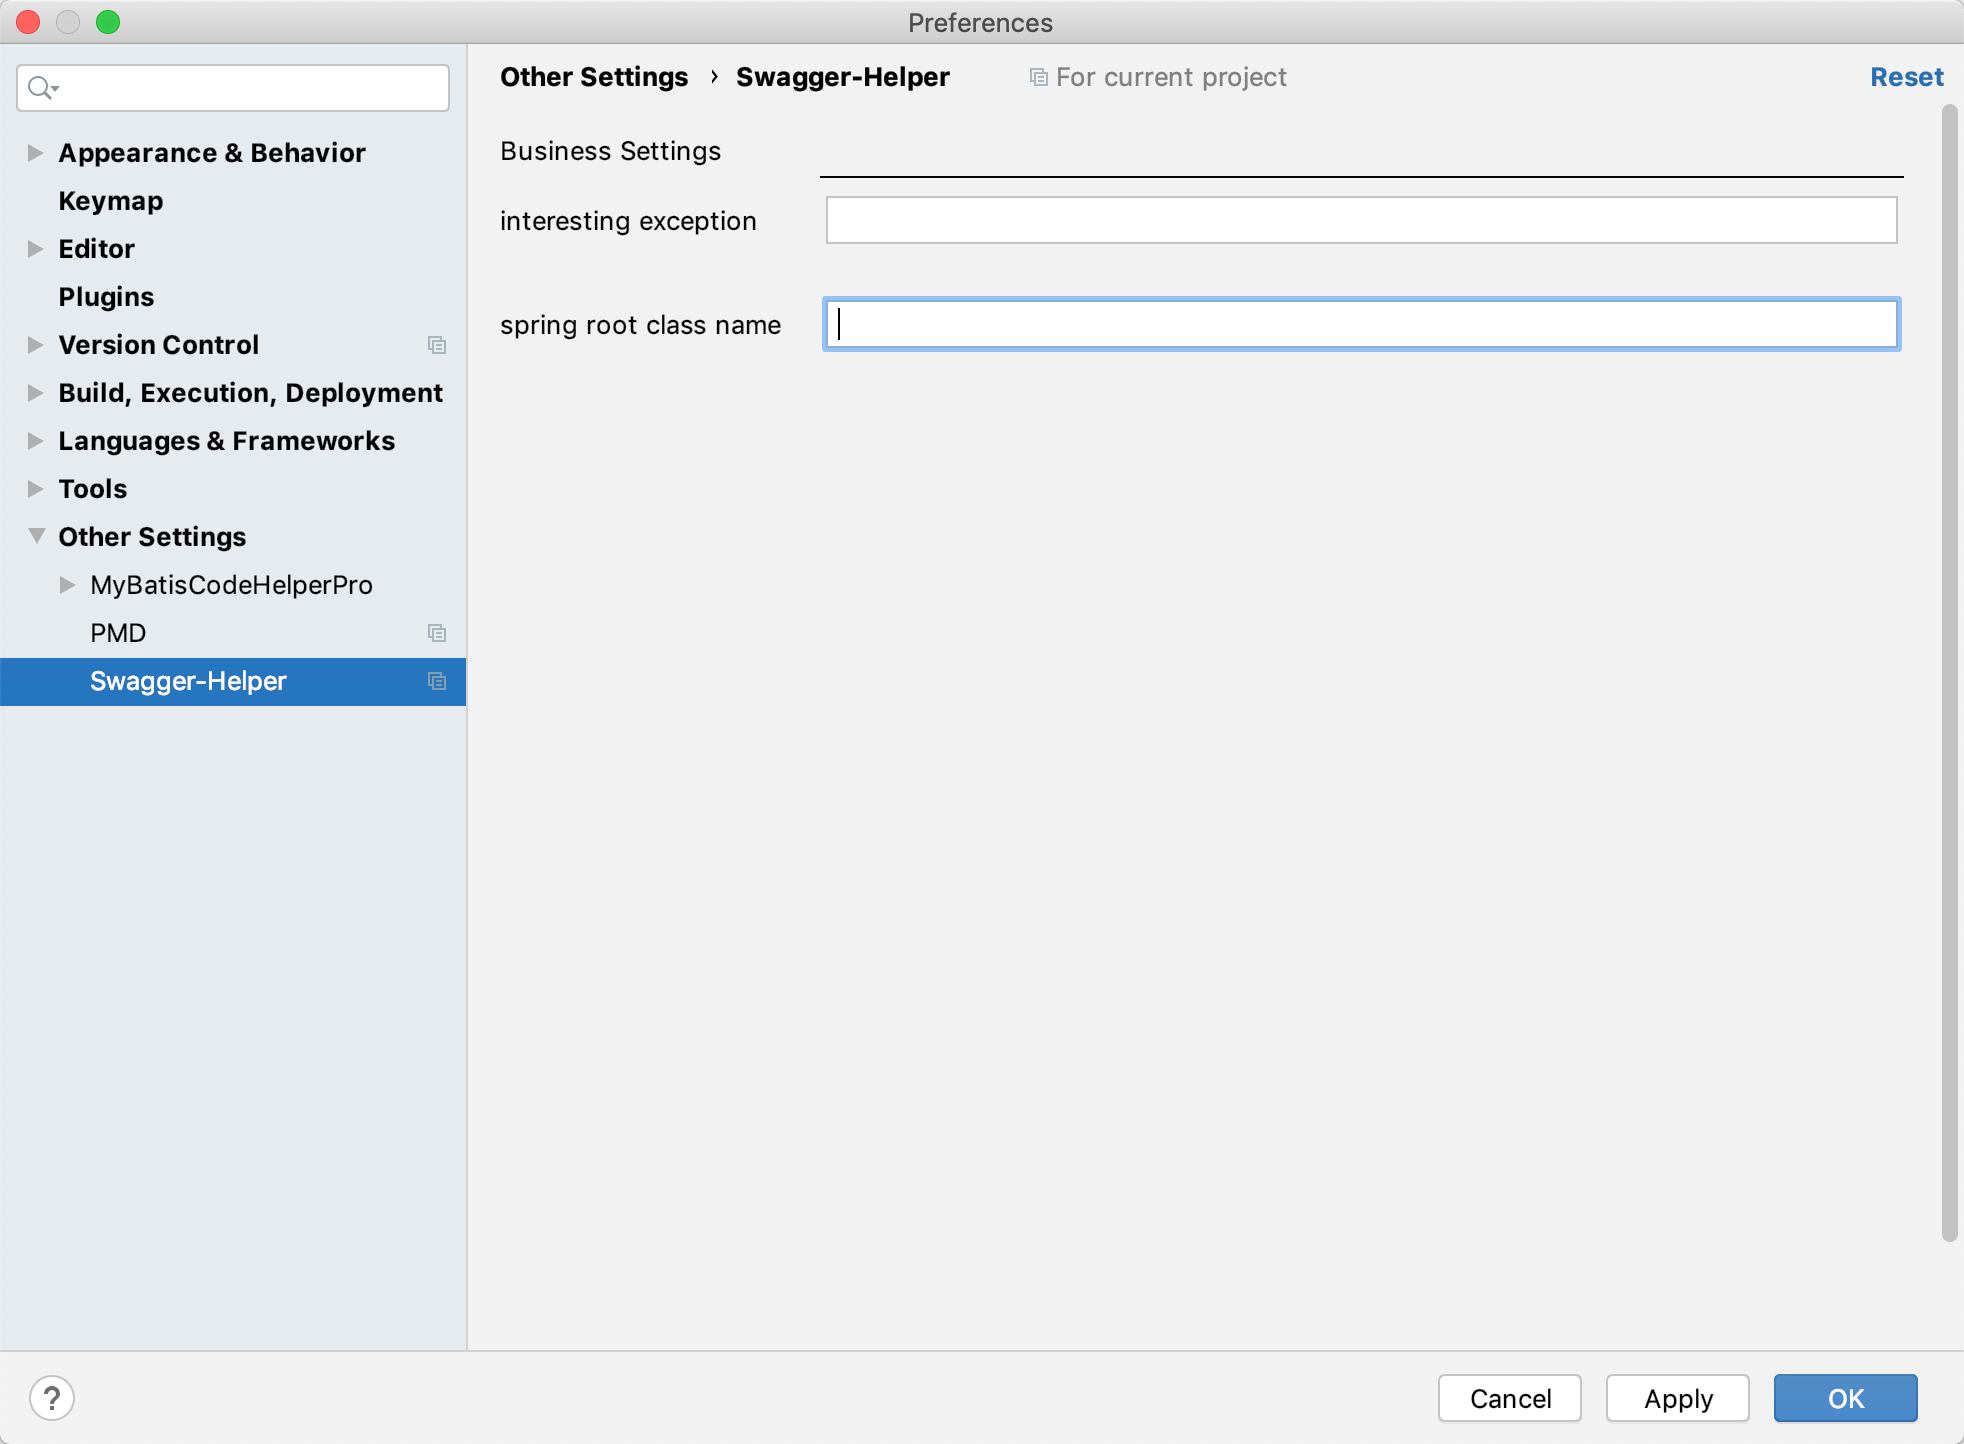 Preferences
Other Settings › Swagger-Helper For current project Reset
Appearance & Behavior
Keymap
Editor
Plugins
Version Control
Build, Execution, Deployment
Languages & Frameworks
Tools
Other Settings
MyBatisCodeHelperPro
PMD
Swagger-Helper
Business Settings
interesting exception
spring root class name
? Cancel Apply OK